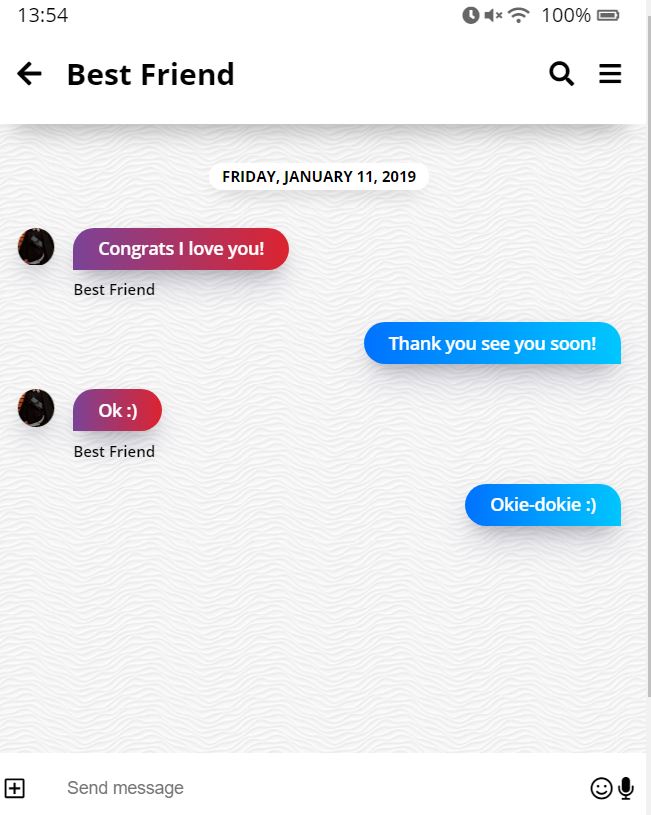 13:54 100%
Best Friend
FRIDAY, JANUARY 11, 2019
Congrats I love you!
Best Friend
Thank you see you soon!
Ok :)
Best Friend
Okie-dokie :)
Send message